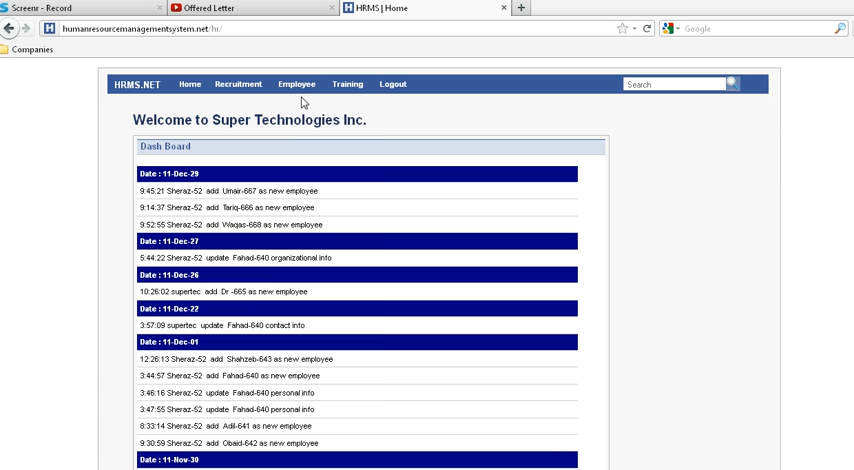 Screenr - Record
Offered Letter
HRMS | Home
humanresourcemanagementsystem.net/hr/
Google
Companies
HRMS.NET Home Recruitment Employee Training Logout
Search
Welcome to Super Technologies Inc.
Dash Board
Date : 11-Dec-29
9:45:21 Sheraz-52 add Umair-667 as new employee
9:14:37 Sheraz-52 add Tariq-666 as new employee
9:52:55 Sheraz-52 add Waqas-668 as new employee
Date : 11-Dec-27
5:44:22 Sheraz-52 update Fahad-640 organizational info
Date : 11-Dec-26
10:26:02 supertec add Dr -665 as new employee
Date : 11-Dec-22
3:57:09 supertec update Fahad-640 contact info
Date : 11-Dec-01
12:26:13 Sheraz-52 add Shahzeb-643 as new employee
3:44:57 Sheraz-52 add Fahad-640 as new employee
3:46:16 Sheraz-52 update Fahad-640 personal info
3:47:55 Sheraz-52 update Fahad-640 personal info
8:33:14 Sheraz-52 add Adil-641 as new employee
9:30:59 Sheraz-52 add Obaid-642 as new employee
Date : 11-Nov-30